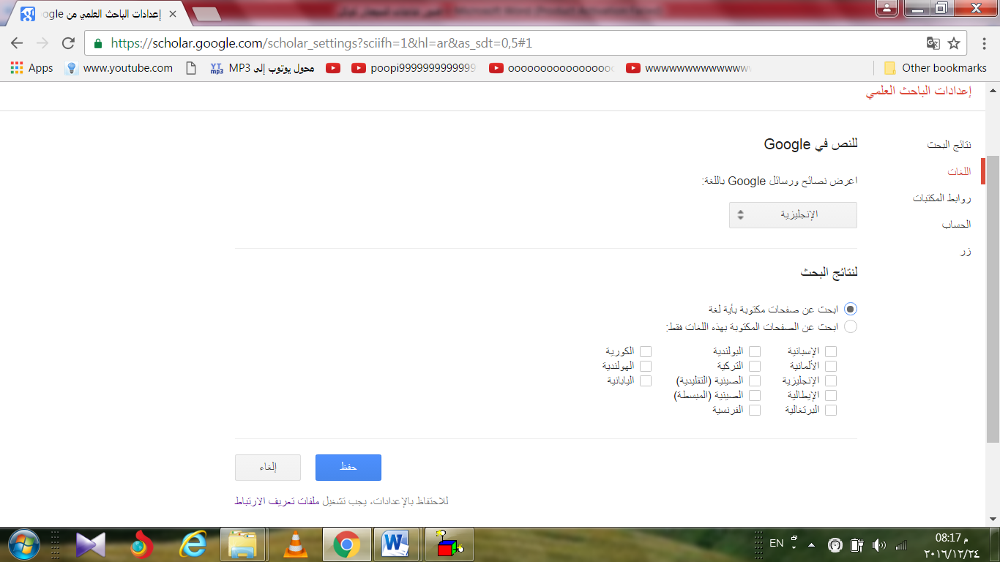 إعدادات الباحث العلمي من Google
https://scholar.google.com/scholar_settings?sciifh=1&hl=ar&as_sdt=0,5#1
Apps www.youtube.com محول يوتوب إلى MP3 poopi9999999999999 oooooooooooooooooo wwwwwwwwwwwwww Other bookmarks
إعدادات الباحث العلمي
نتائج البحث
اللغات
روابط المكتبات
الحساب
زر
للنص في Google
اعرض نصائح ورسائل Google باللغة:
الإنجليزية
لنتائج البحث
ابحث عن صفحات مكتوبة بأية لغة
ابحث عن الصفحات المكتوبة بهذه اللغات فقط:
الإسبانية البولندية الكورية
الألمانية التركية الهولندية
الإنجليزية الصينية (التقليدية) اليابانية
الإيطالية الصينية (المبسطة)
البرتغالية الفرنسية
حفظ إلغاء
للاحتفاظ بالإعدادات، يجب تشغيل ملفات تعريف الارتباط
EN
08:17 م
٢٠١٦/١٢/٢٤